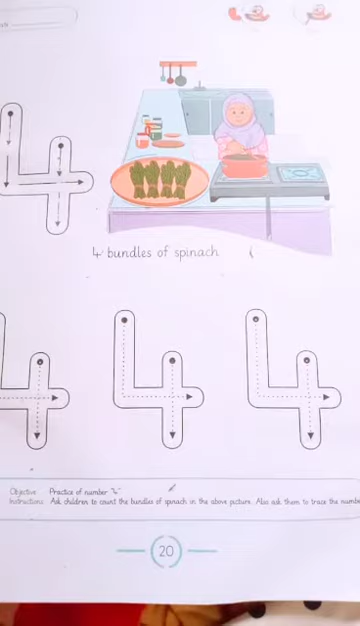 4 bundles of spinach
Objective: Practice of number "4"
Instructions: Ask children to count the bundles of spinach in the above picture. Also ask them to trace the
20